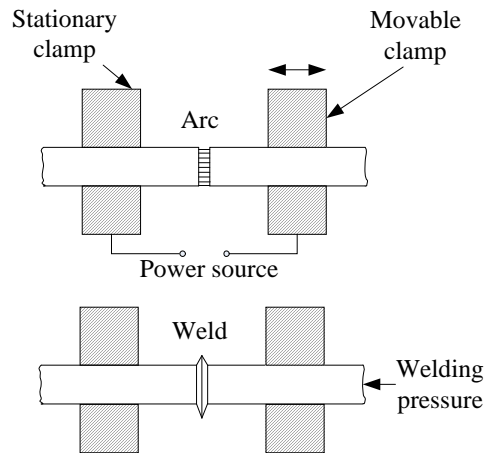 Stationary
clamp
Movable
clamp
Arc
Power source
Weld
Welding
pressure